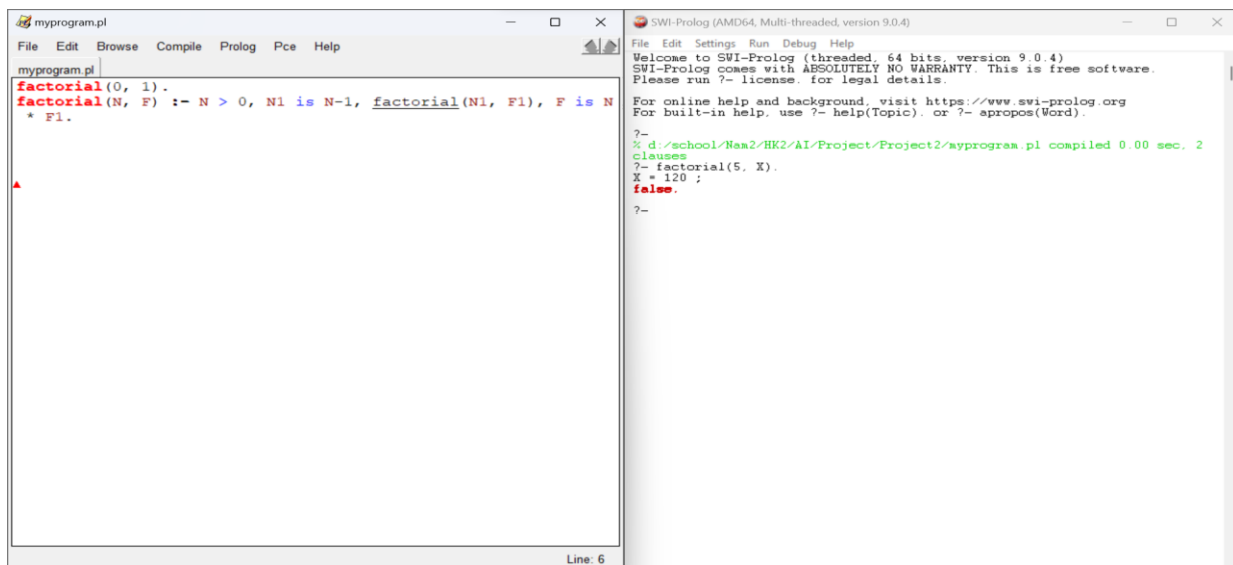 myprogram.pl
File Edit Browse Compile Prolog Pce Help
myprogram.pl
factorial(0, 1).
factorial(N, F) :- N > 0, N1 is N-1, factorial(N1, F1), F is N
* F1.
Line: 6
SWI-Prolog (AMD64, Multi-threaded, version 9.0.4)
File Edit Settings Run Debug Help
Welcome to SWI-Prolog (threaded, 64 bits, version 9.0.4)
SWI-Prolog comes with ABSOLUTELY NO WARRANTY. This is free software.
Please run ?- license. for legal details.
For online help and background, visit https://www.swi-prolog.org
For built-in help, use ?- help(Topic). or ?- apropos(Word).
?-
% d:/school/Nam2/HK2/AI/Project/Project2/myprogram.pl compiled 0.00 sec, 2
clauses
?- factorial(5, X).
X = 120 ;
false.
?-